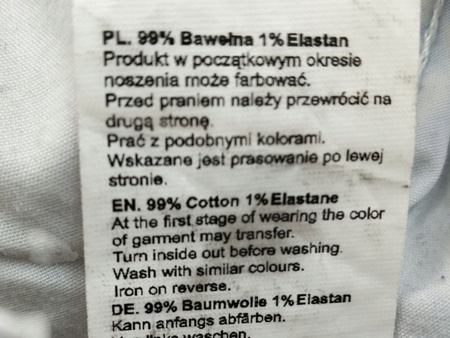 PL. 99% Bawełna 1% Elastan
Produkt w początkowym okresie
noszenia może farbować.
Przed praniem należy przewrócić na
drugą stronę.
Prać z podobnymi kolorami.
Wskazane jest prasowanie po lewej
stronie.
EN. 99% Cotton 1% Elastane
At the first stage of wearing the color
of garment may transfer.
Turn inside out before washing.
Wash with similar colours.
Iron on reverse.
DE. 99% Baumwolle 1% Elastan
Kann anfangs abfärben.
waschen.